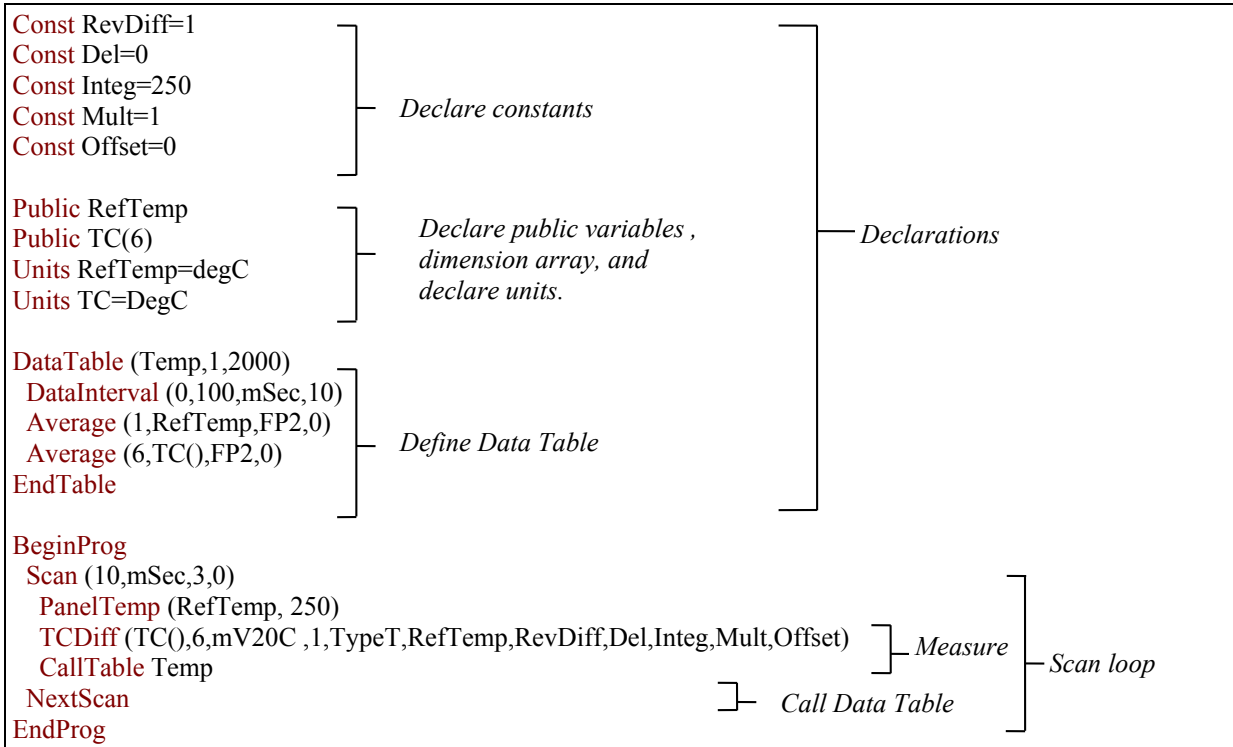 Const RevDiff=1
Const Del=0
Const Integ=250
Const Mult=1
Const Offset=0
Declare constants
Public RefTemp
Public TC(6)
Units RefTemp=degC
Units TC=DegC
Declare public variables ,
dimension array, and
declare units.
Declarations
DataTable (Temp,1,2000)
DataInterval (0,100,mSec,10)
Average (1,RefTemp,FP2,0)
Average (6,TC(),FP2,0)
EndTable
Define Data Table
BeginProg
Scan (10,mSec,3,0)
PanelTemp (RefTemp, 250)
TCDiff (TC(),6,mV20C ,1,TypeT,RefTemp,RevDiff,Del,Integ,Mult,Offset)
Measure
CallTable Temp
Scan loop
NextScan
Call Data Table
EndProg